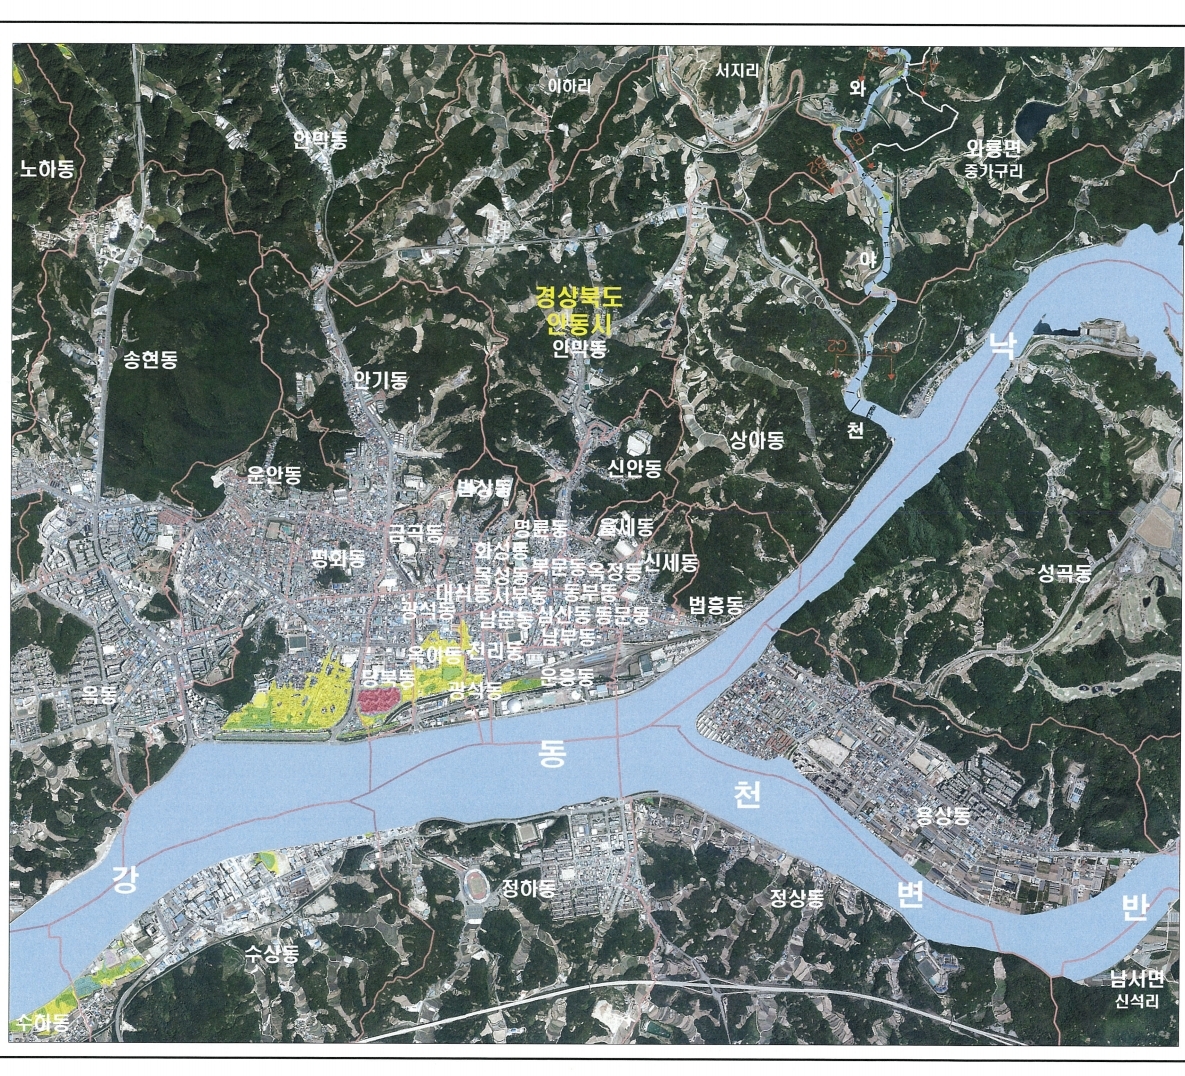 이하리
서지리
와
안막동
노하동
와룡면
중가구리
야
경상북도
안동시
안막동
낙
송현동
안기동
천
상아동
신안동
운안동
법상동
금곡동
명륜동
율세동
화성동
평화동
목성동
북문동
옥정동
신세동
성곡동
대석동
서부동
동부동
광석동
남문동
삼산동
동문동
법흥동
남부동
옥야동
천리동
당북동
운흥동
옥동
광석동
동
천
용상동
강
정하동
정상동
변
반
수상동
남서면
신석리
수하동